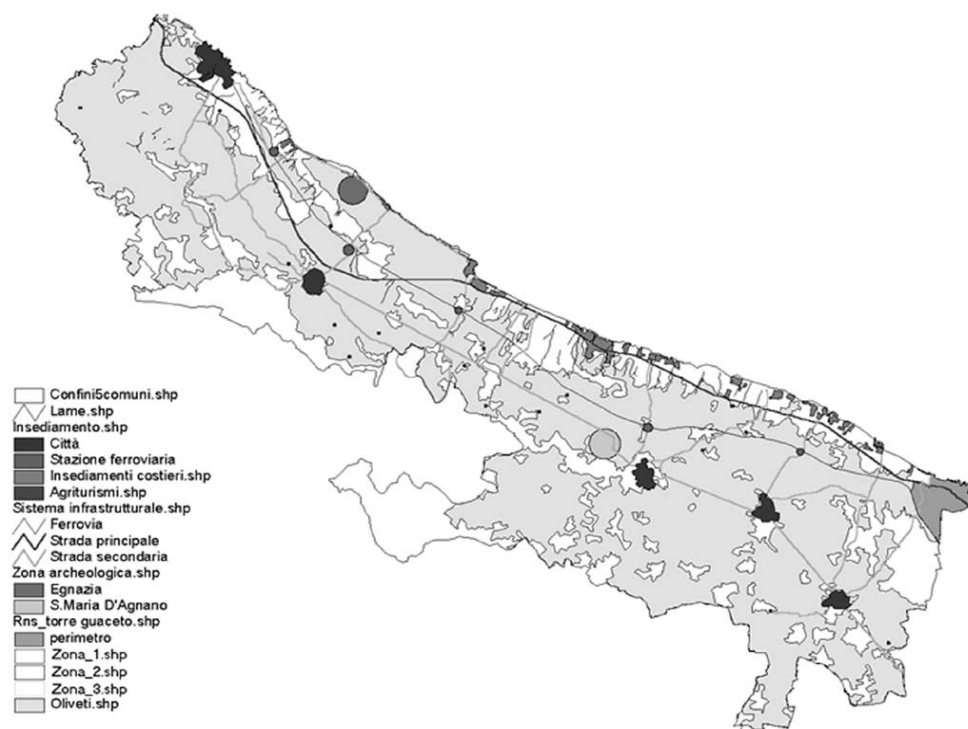 Confini5comuni.shp
Lame.shp
Insediamento.shp
Città
Stazione ferroviaria
Insediamenti costieri.shp
Agriturismi.shp
Sistema infrastrutturale.shp
Ferrovia
Strada principale
Strada secondaria
Zona archeologica.shp
Egnazia
S.Maria D'Agnano
Rns_torre guaceto.shp
perimetro
Zona_1.shp
Zona_2.shp
Zona_3.shp
Oliveti.shp